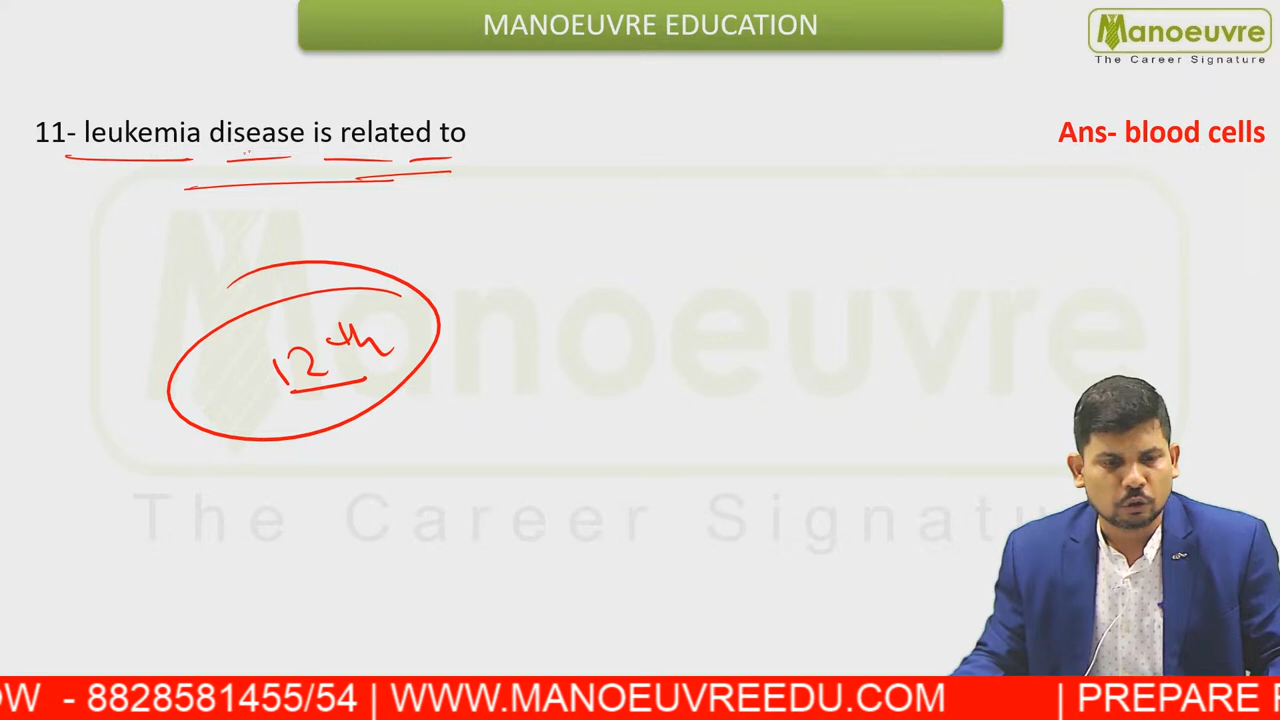 MANOEUVRE EDUCATION
Manoeuvre
The Career Signature
11- leukemia disease is related to
Ans- blood cells
12th
Manoeuvre
The Career Signatu
OW - 8828581455/54 | WWW.MANOEUVREEDU.COM | PREPARE